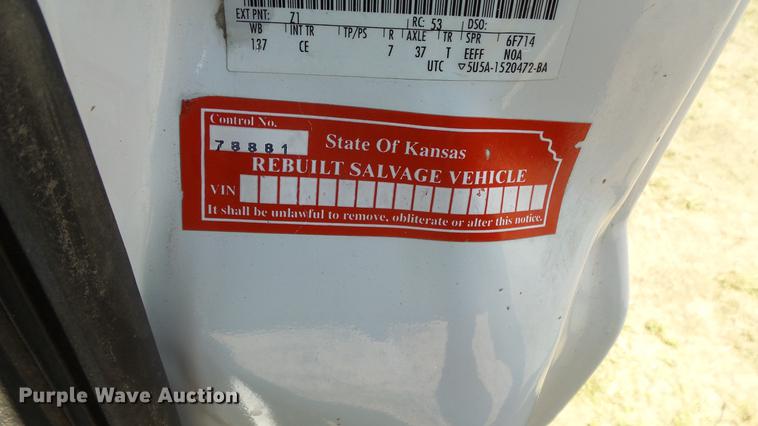 EXT PNT: Z1 RC: 53 DSO:
WB INT TR TP/PS R AXLE TR SPR 6F714
137 CE 7 37 T EEFF NOA
UTC ▽5U5A-1520472-BA
Control No.
78881
State Of Kansas
REBUILT SALVAGE VEHICLE
VIN
It shall be unlawful to remove, obliterate or alter this notice.
Purple Wave Auction®